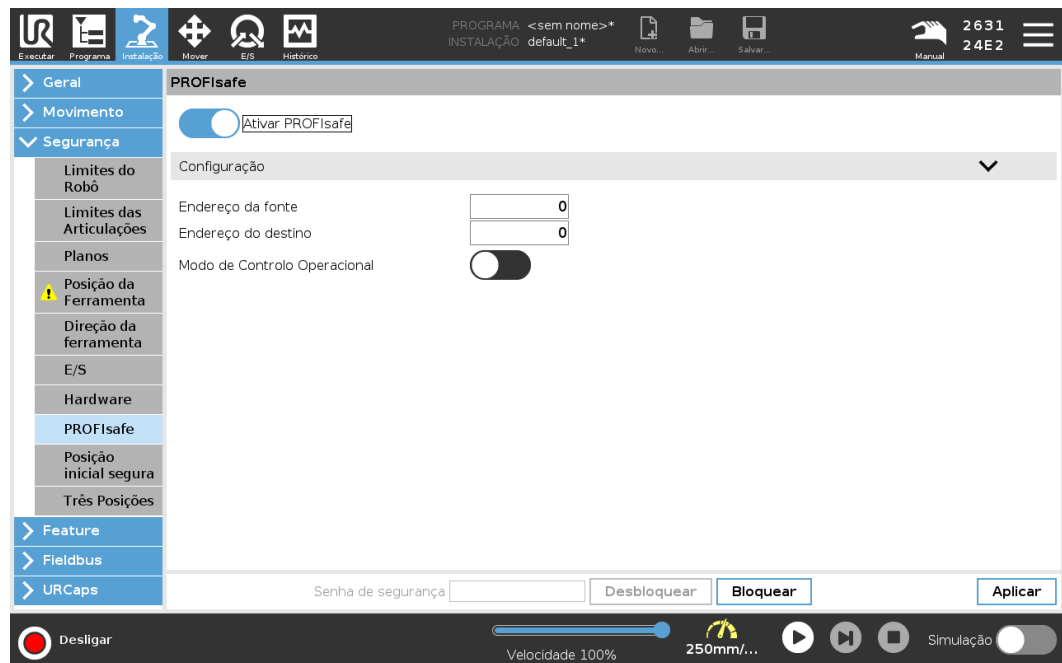 UR
Executar
Programa
Instalação
Mover
E/S
Histórico
PROGRAMA <sem nome>*
INSTALAÇÃO default_1*
Novo...
Abrir...
Salvar...
Manual
2631
24E2
Geral
Movimento
Segurança
Limites do
Robô
Limites das
Articulações
Planos
Posição da
Ferramenta
Direção da
ferramenta
E/S
Hardware
PROFIsafe
Posição
inicial segura
Três Posições
Feature
Fieldbus
URCaps
PROFIsafe
Ativar PROFIsafe
Configuração
Endereço da fonte 0
Endereço do destino 0
Modo de Controlo Operacional
Senha de segurança
Desbloquear
Bloquear
Aplicar
Desligar
Velocidade 100%
250mm/...
Simulação